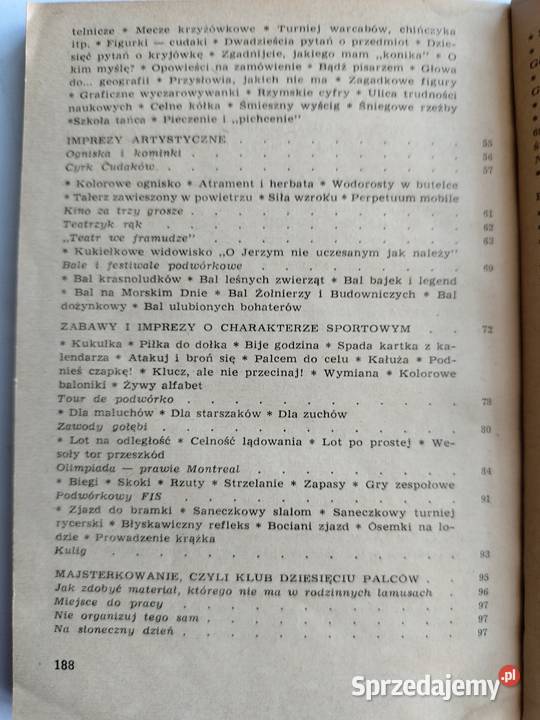 telnicze * Mecze krzyżówkowe * Turniej warcabów, chińczyka
itp. * Figurki — cudaki * Dwadzieścia pytań o przedmiot * Dzie-
sięć pytań o kryjówkę * Zgadnijcie, jakiego mam „konika" * O
kim myślę? * Opowieści na zamówienie * Bądź pisarzem * Głowa
do... geografii * Przysłowia, jakich nie ma * Zagadkowe figury
* Graficzne wyczarowywanki * Rzymskie cyfry * Ulica trudności
naukowych * Celne kółka * Śmieszny wyścig * Śniegowe rzeźby
*Szkoła tańca * Pieczenie i „pichcenie"
IMPREZY ARTYSTYCZNE . . . . . . . . . . 55
Ogniska i kominki . . . . . . . . . . . 56
Cyrk Cudaków . . . . . . . . . . . . 57
* Kolorowe ognisko * Atrament i herbata * Wodorosty w butelce
* Talerz zawieszony w powietrzu * Siła wzroku * Perpetuum mobile
Kino za trzy grosze . . . . . . . . . . 61
Teatrzyk rąk . . . . . . . . . . . . 62
„Teatr we framudze" . . . . . . . . . . 63
* Kukiełkowe widowisko „O Jerzym nie uczesanym jak należy"
Bale i festiwale podwórkowe . . . . . . . . 69
* Bal krasnoludków * Bal leśnych zwierząt * Bal bajek i legend
* Bal na Morskim Dnie * Bal Żołnierzy i Budowniczych * Bal
dożynkowy * Bal ulubionych bohaterów
ZABAWY I IMPREZY O CHARAKTERZE SPORTOWYM . . 72
* Kukułka * Piłka do dołka * Bije godzina * Spada kartka z ka-
lendarza * Atakuj i broń się * Palcem do celu * Kałuża * Pod-
nieś czapkę! * Klucz, ale nie przecinaj! * Wymiana * Kolorowe
baloniki * Żywy alfabet
Tour de podwórko . . . . . . . . . . . 78
* Dla maluchów * Dla starszaków * Dla zuchów
Zawody gołębi . . . . . . . . . . . . 80
* Lot na odległość * Celność lądowania * Lot po prostej * We-
soły tor przeszkód
Olimpiada — prawie Montreal . . . . . . . . 84
* Biegi * Skoki * Rzuty * Strzelanie * Zapasy * Gry zespołowe
Podwórkowy FIS . . . . . . . . . . . 91
* Zjazd do bramki * Saneczkowy slalom * Saneczkowy turniej
rycerski * Błyskawiczny refleks * Bociani zjazd * Ósemki na lo-
dzie * Prowadzenie krążka
Kulig . . . . . . . . . . . . . . 93
MAJSTERKOWANIE, CZYLI KLUB DZIESIĘCIU PALCÓW . 95
Jak zdobyć materiał, którego nie ma w rodzinnych lamusach . 96
Miejsce do pracy . . . . . . . . . . . 97
Nie organizuj tego sam . . . . . . . . . . 97
Na słoneczny dzień . . . . . . . . . . 97
188
Sprzedajemy.pl